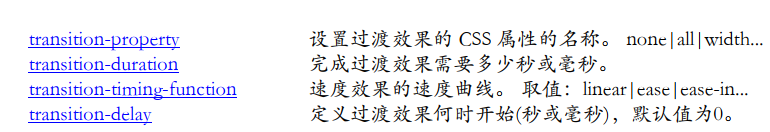 transition-property 设置过渡效果的 CSS 属性的名称。 none|all|width...
transition-duration 完成过渡效果需要多少秒或毫秒。
transition-timing-function 速度效果的速度曲线。 取值：linear|ease|ease-in...
transition-delay 定义过渡效果何时开始(秒或毫秒)，默认值为0。